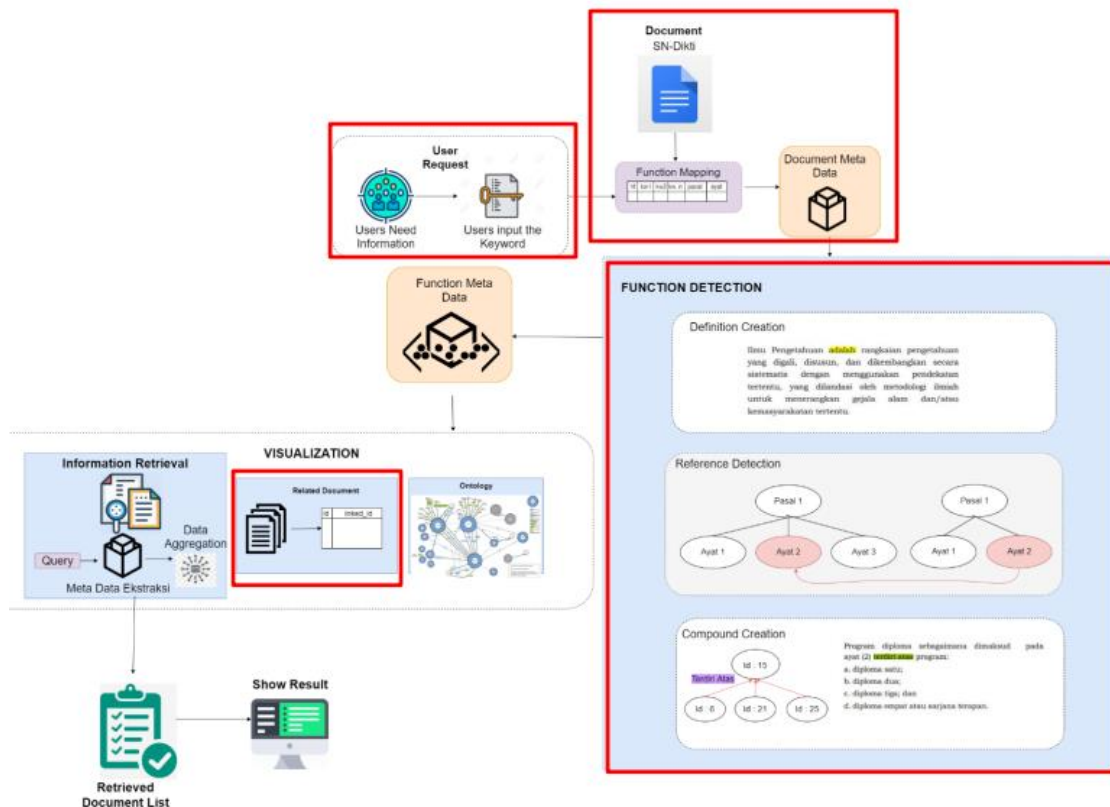 Document
SN-Dikti
User
Request
Users Need
Information
Users input the
Keyword
Function Mapping
pasal
ayat
Document Meta
Data
FUNCTION DETECTION
Definition Creation
Ilmu Pengetahuan adalah rangkaian pengetahuan
yang digali, disusun, dan dikembangkan secara
sistematis dengan menggunakan pendekatan
tertentu, yang dilandasi oleh metodologi ilmiah
untuk menerangkan gejala alam dan/atau
kemasyarakatan tertentu.
Reference Detection
Pasal 1
Ayat 1
Ayat 2
Ayat 3
Pasal 1
Ayat 1
Ayat 2
Compound Creation
Id : 15
Terdiri Atas
Id : 6
Id : 21
Id : 25
Program diploma sebagaimana dimaksud pada
ayat (2) terdiri atas program:
a. diploma satu;
b. diploma dua;
c. diploma tiga; dan
d. diploma empat atau sarjana terapan.
Function Meta
Data
VISUALIZATION
Information Retrieval
Query
Data
Aggregation
Meta Data Ekstraksi
Related Document
Id
linked_id
Ontology
Retrieved
Document List
Show Result